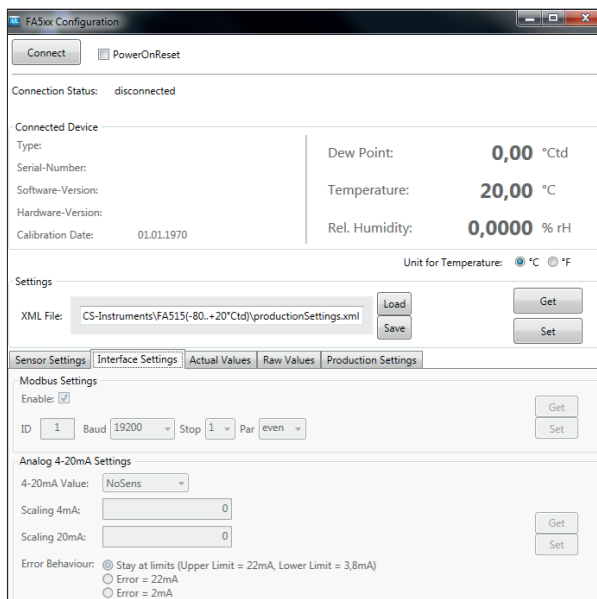 FA5xx Configuration
Connect PowerOnReset
Connection Status: disconnected
Connected Device
Type:
Serial-Number:
Software-Version:
Hardware-Version:
Calibration Date: 01.01.1970
Dew Point: 0,00 °Ctd
Temperature: 20,00 °C
Rel. Humidity: 0,0000 % rH
Unit for Temperature: °C °F
Settings
XML File: CS-Instruments\FA515(-80..+20°Ctd)\productionSettings.xml
Load
Save
Get
Set
Sensor Settings Interface Settings Actual Values Raw Values Production Settings
Modbus Settings
Enable:
ID 1 Baud 19200 Stop 1 Par even
Get
Set
Analog 4-20mA Settings
4-20mA Value: NoSens
Scaling 4mA: 0
Scaling 20mA: 0
Get
Set
Error Behaviour: Stay at limits (Upper Limit = 22mA, Lower Limit = 3,8mA)
Error = 22mA
Error = 2mA